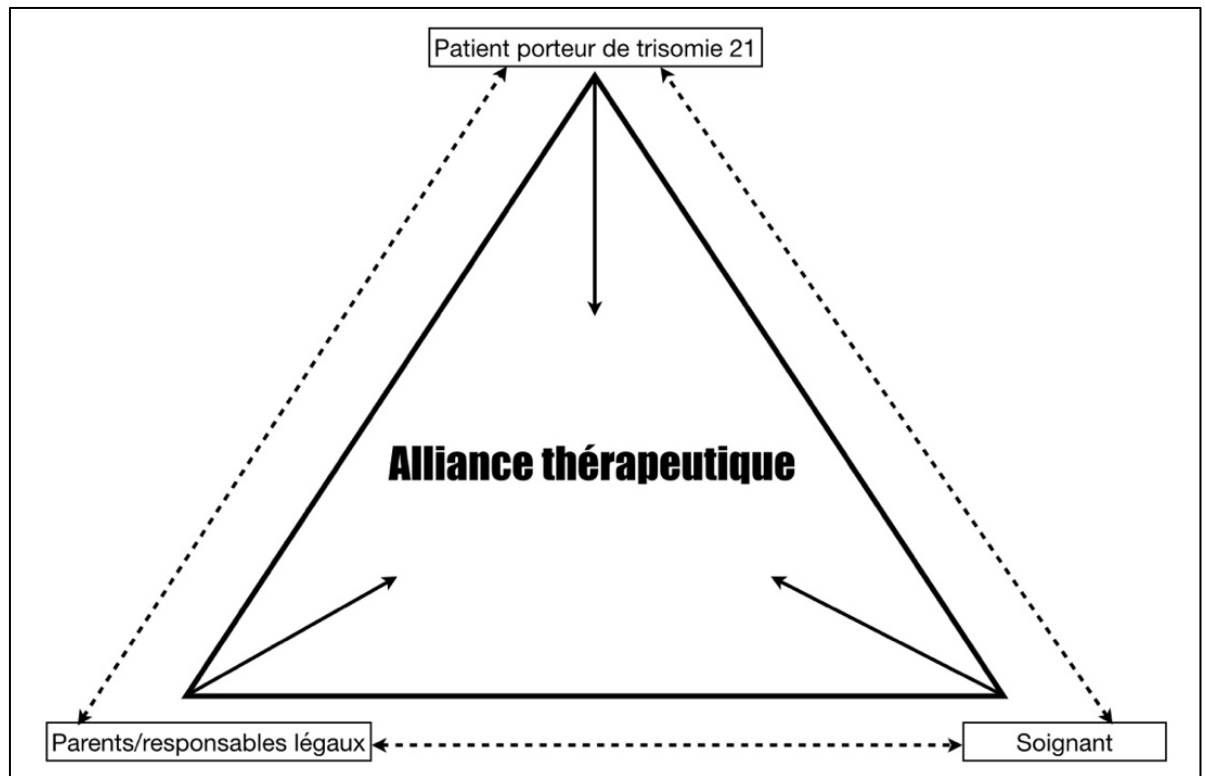 Patient porteur de trisomie 21
Alliance thérapeutique
Parents/responsables légaux
Soignant